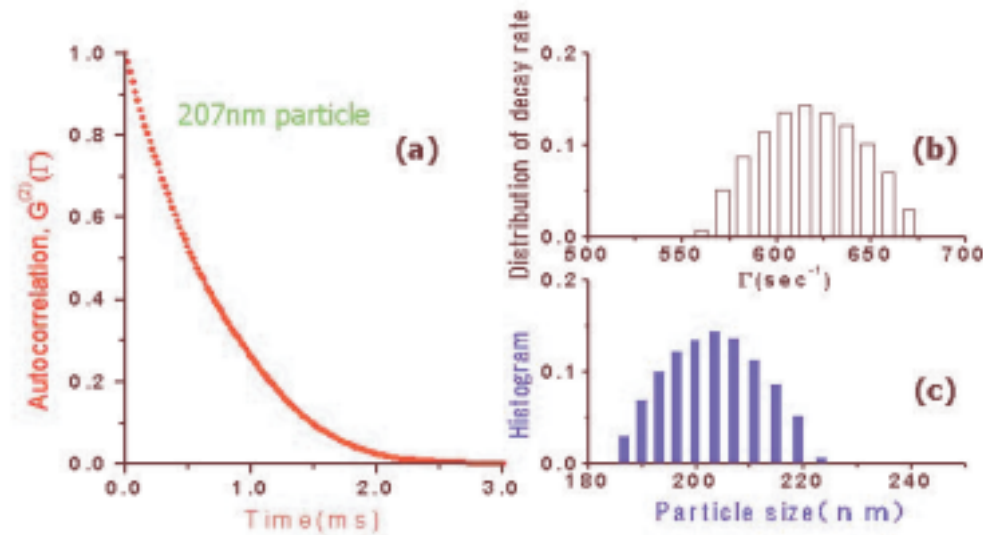 Autocorrelation, G⁽²⁾(Γ)
1.0
0.8
0.6
0.4
0.2
0.0
207nm particle
(a)
0.0
1.0
2.0
3.0
Time(ms)
Distribution of decay rate
0.2
0.1
0.0
(b)
500
550
600
650
700
Γ(sec⁻¹)
Histogram
0.2
0.1
0.0
(c)
180
200
220
240
Particle size(nm)